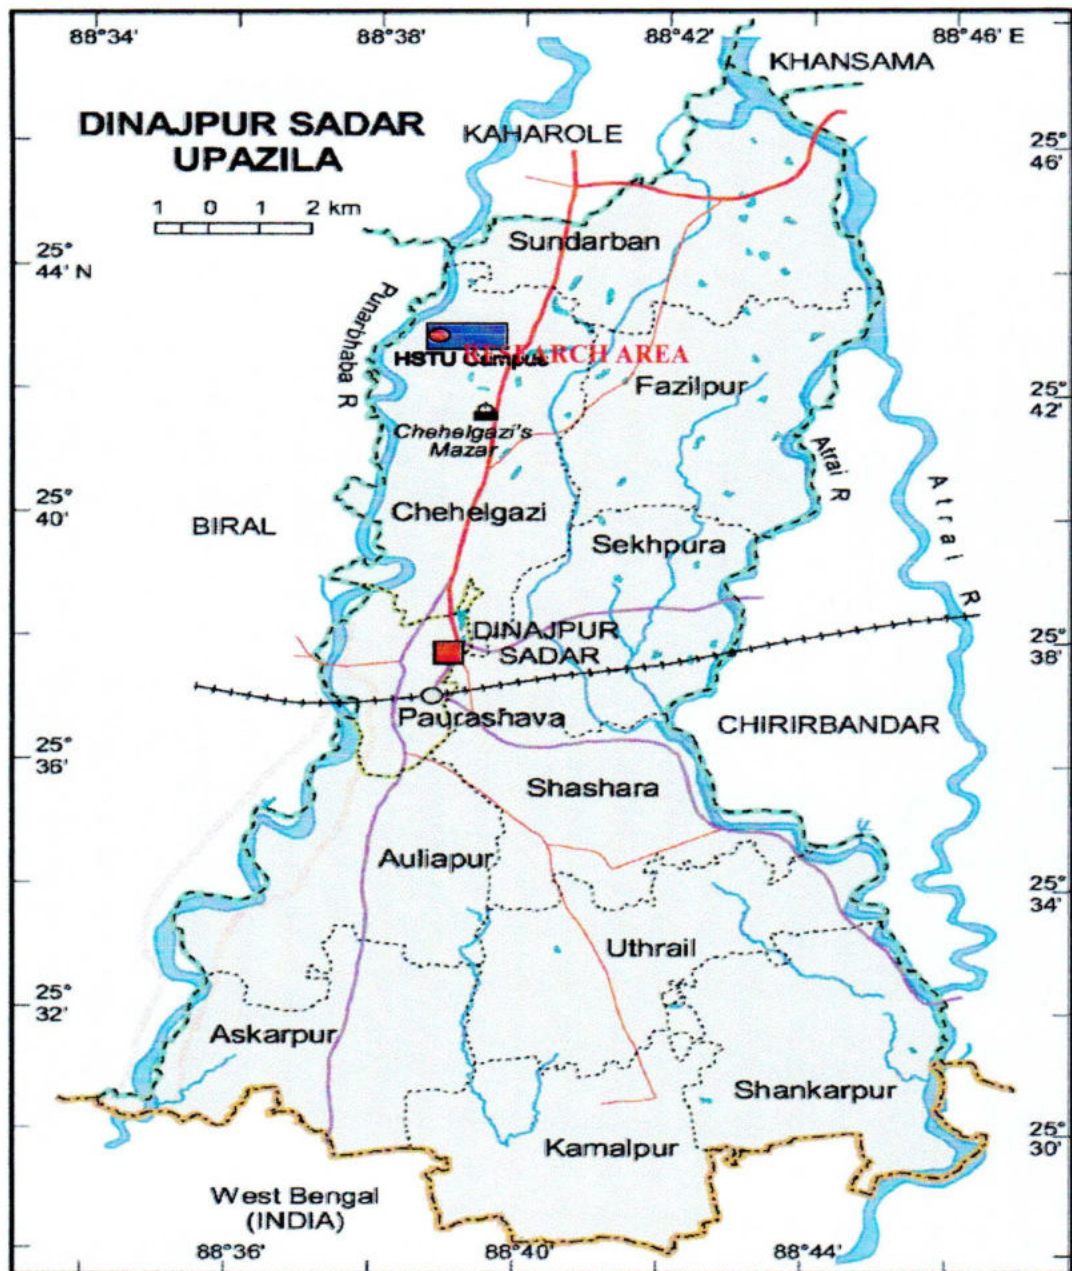 88°34'
88°38'
88°42'
88°46' E
KHANSAMA
DINAJPUR SADAR
UPAZILA
KAHAROLE
25°
46'
1 0 1 2 km
Sundarban
25°
44' N
Punarbhaba R
HSTU Campus
RESEARCH AREA
Fazilpur
25°
42'
Chehelgazi's
Mazar
Atrai R
Atrai R
25°
40'
BIRAL
Chehelgazi
Sekhpura
DINAJPUR
SADAR
25°
38'
Paurashava
CHIRIRBANDAR
25°
36'
Shashara
Auliapur
25°
34'
Uthrail
25°
32'
Askarpur
Shankarpur
Kamalpur
25°
30'
West Bengal
(INDIA)
88°36'
88°40'
88°44'